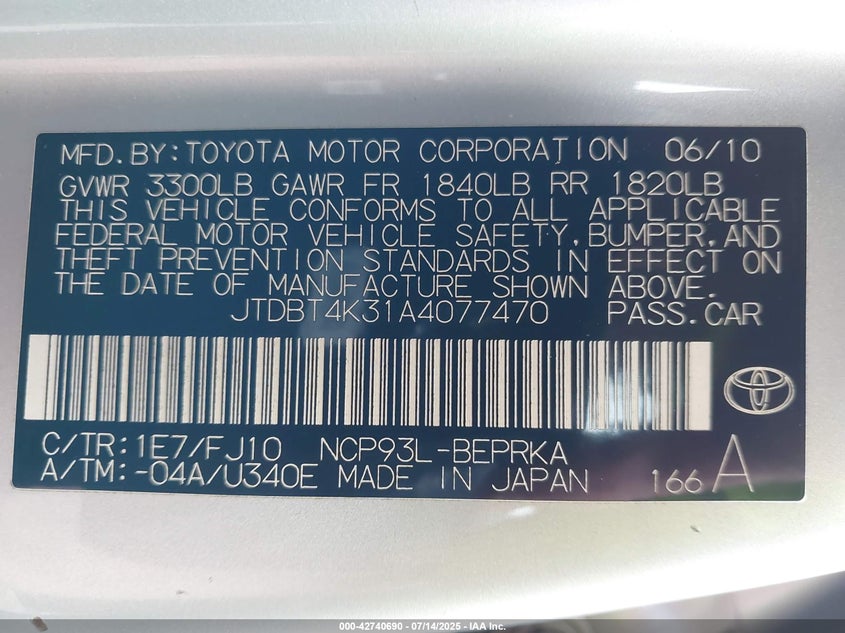 MFD.BY:TOYOTA MOTOR CORPORATION 06/10
GVWR 3300LB GAWR FR 1840LB RR 1820LB
THIS VEHICLE CONFORMS TO ALL APPLICABLE
FEDERAL MOTOR VEHICLE SAFETY,BUMPER,AND
THEFT PREVENTION STANDARDS IN EFFECT ON
THE DATE OF MANUFACTURE SHOWN ABOVE.
JTDBT4K31A4077470 PASS.CAR
C/TR:1E7/FJ10 NCP93L-BEPRKA
A/TM:-04A/U340E MADE IN JAPAN 166 A
000-42740690 - 07/14/2025 - IAA Inc.